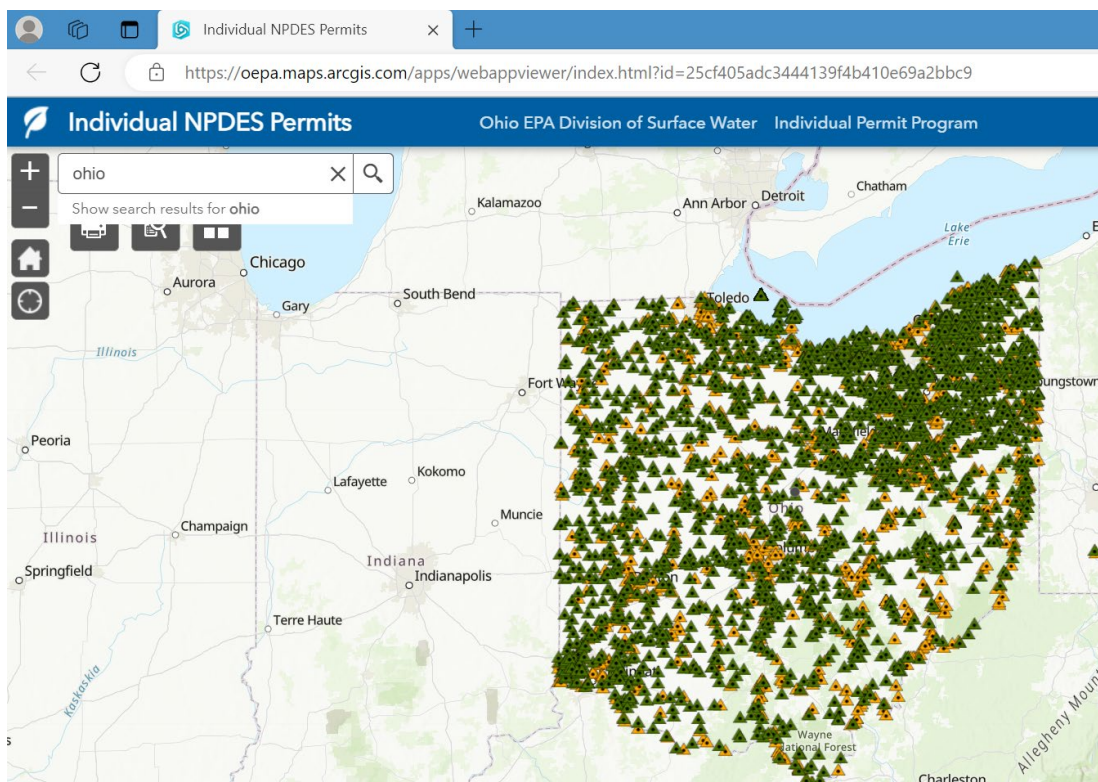 Individual NPDES Permits
https://oepa.maps.arcgis.com/apps/webappviewer/index.html?id=25cf405adc3444139f4b410e69a2bbc9
Individual NPDES Permits
Ohio EPA Division of Surface Water Individual Permit Program
ohio
Show search results for ohio
Kalamazoo
Ann Arbor
Detroit
Chatham
Lake
Erie
Chicago
Aurora
Gary
South Bend
Toledo
Illinois
Fort
Peoria
Lafayette
Kokomo
Muncie
Ohio
Champaign
Illinois
Springfield
Indiana
Indianapolis
Terre Haute
Kaskaskia
Wayne
National Forest
Charleston
Allegheny